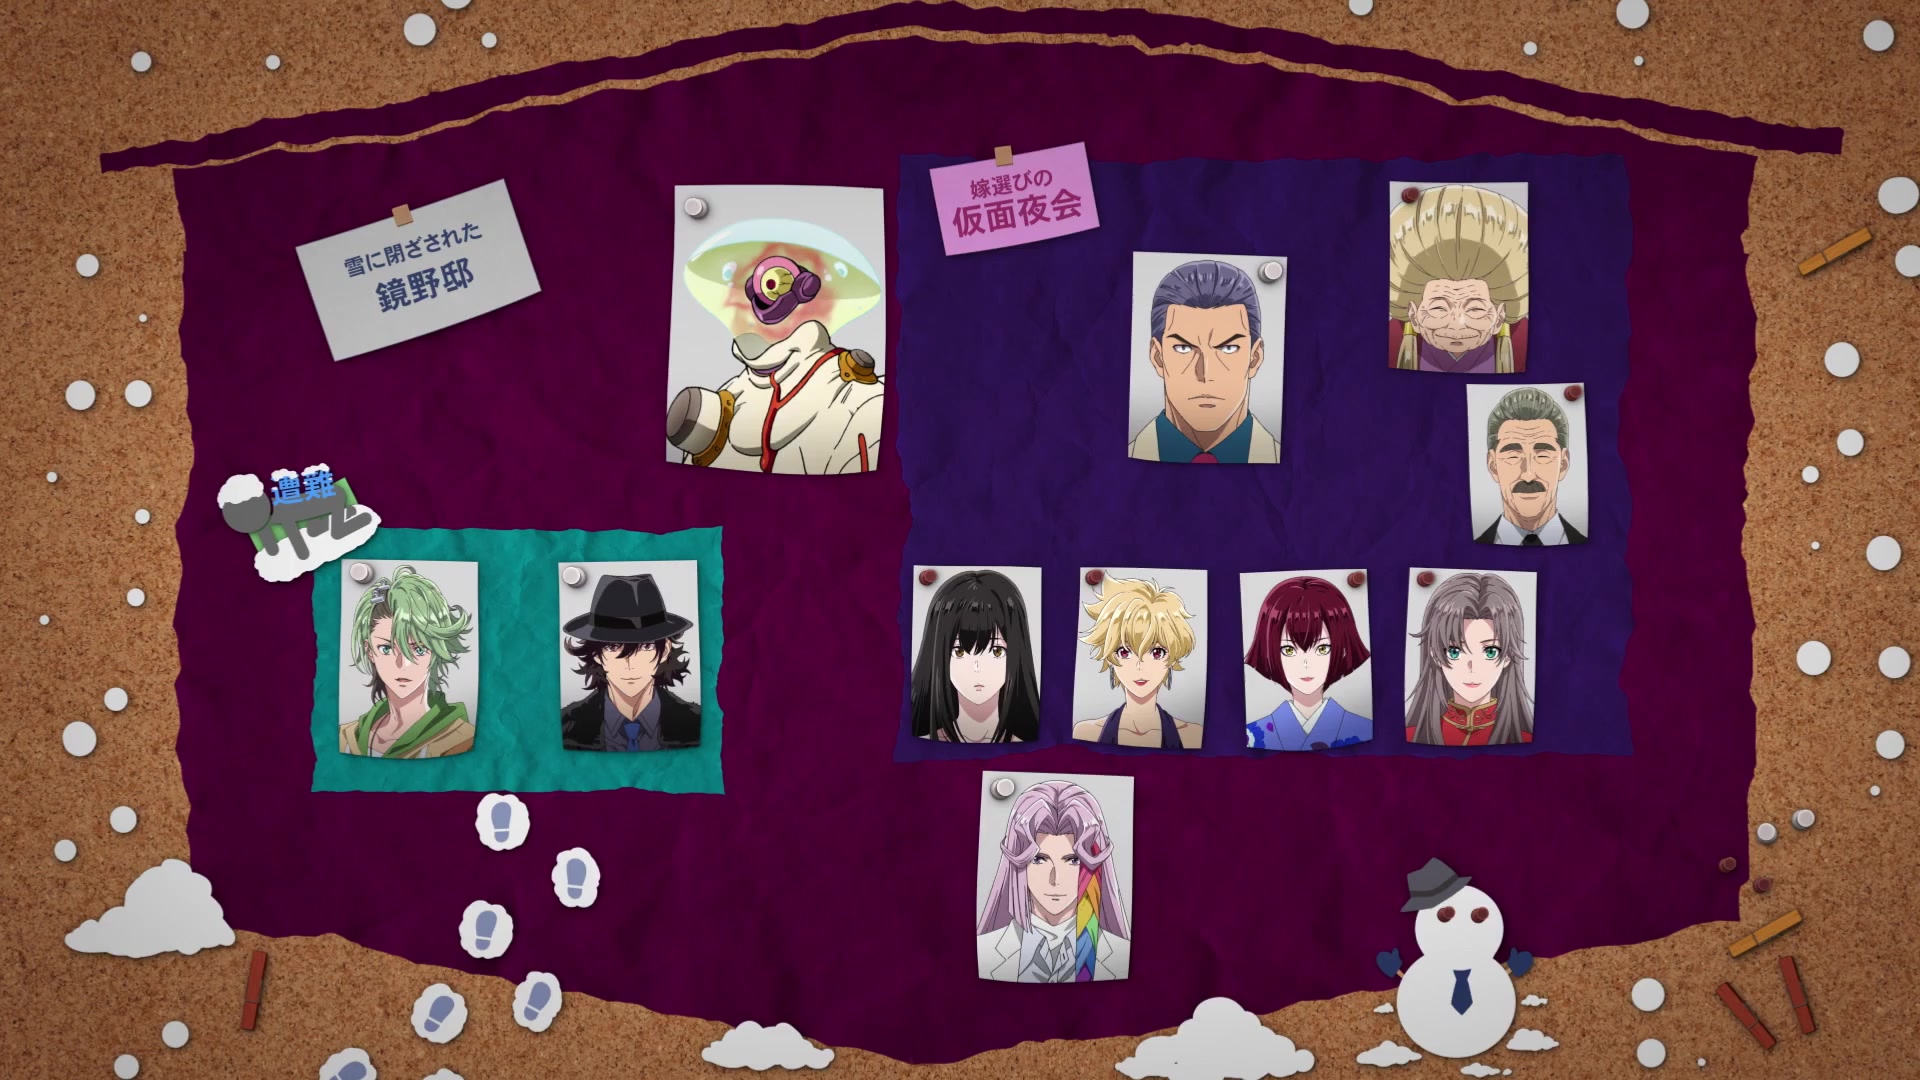 嫁選びの
仮面夜会
雪に閉ざされた
鏡野邸
遭難